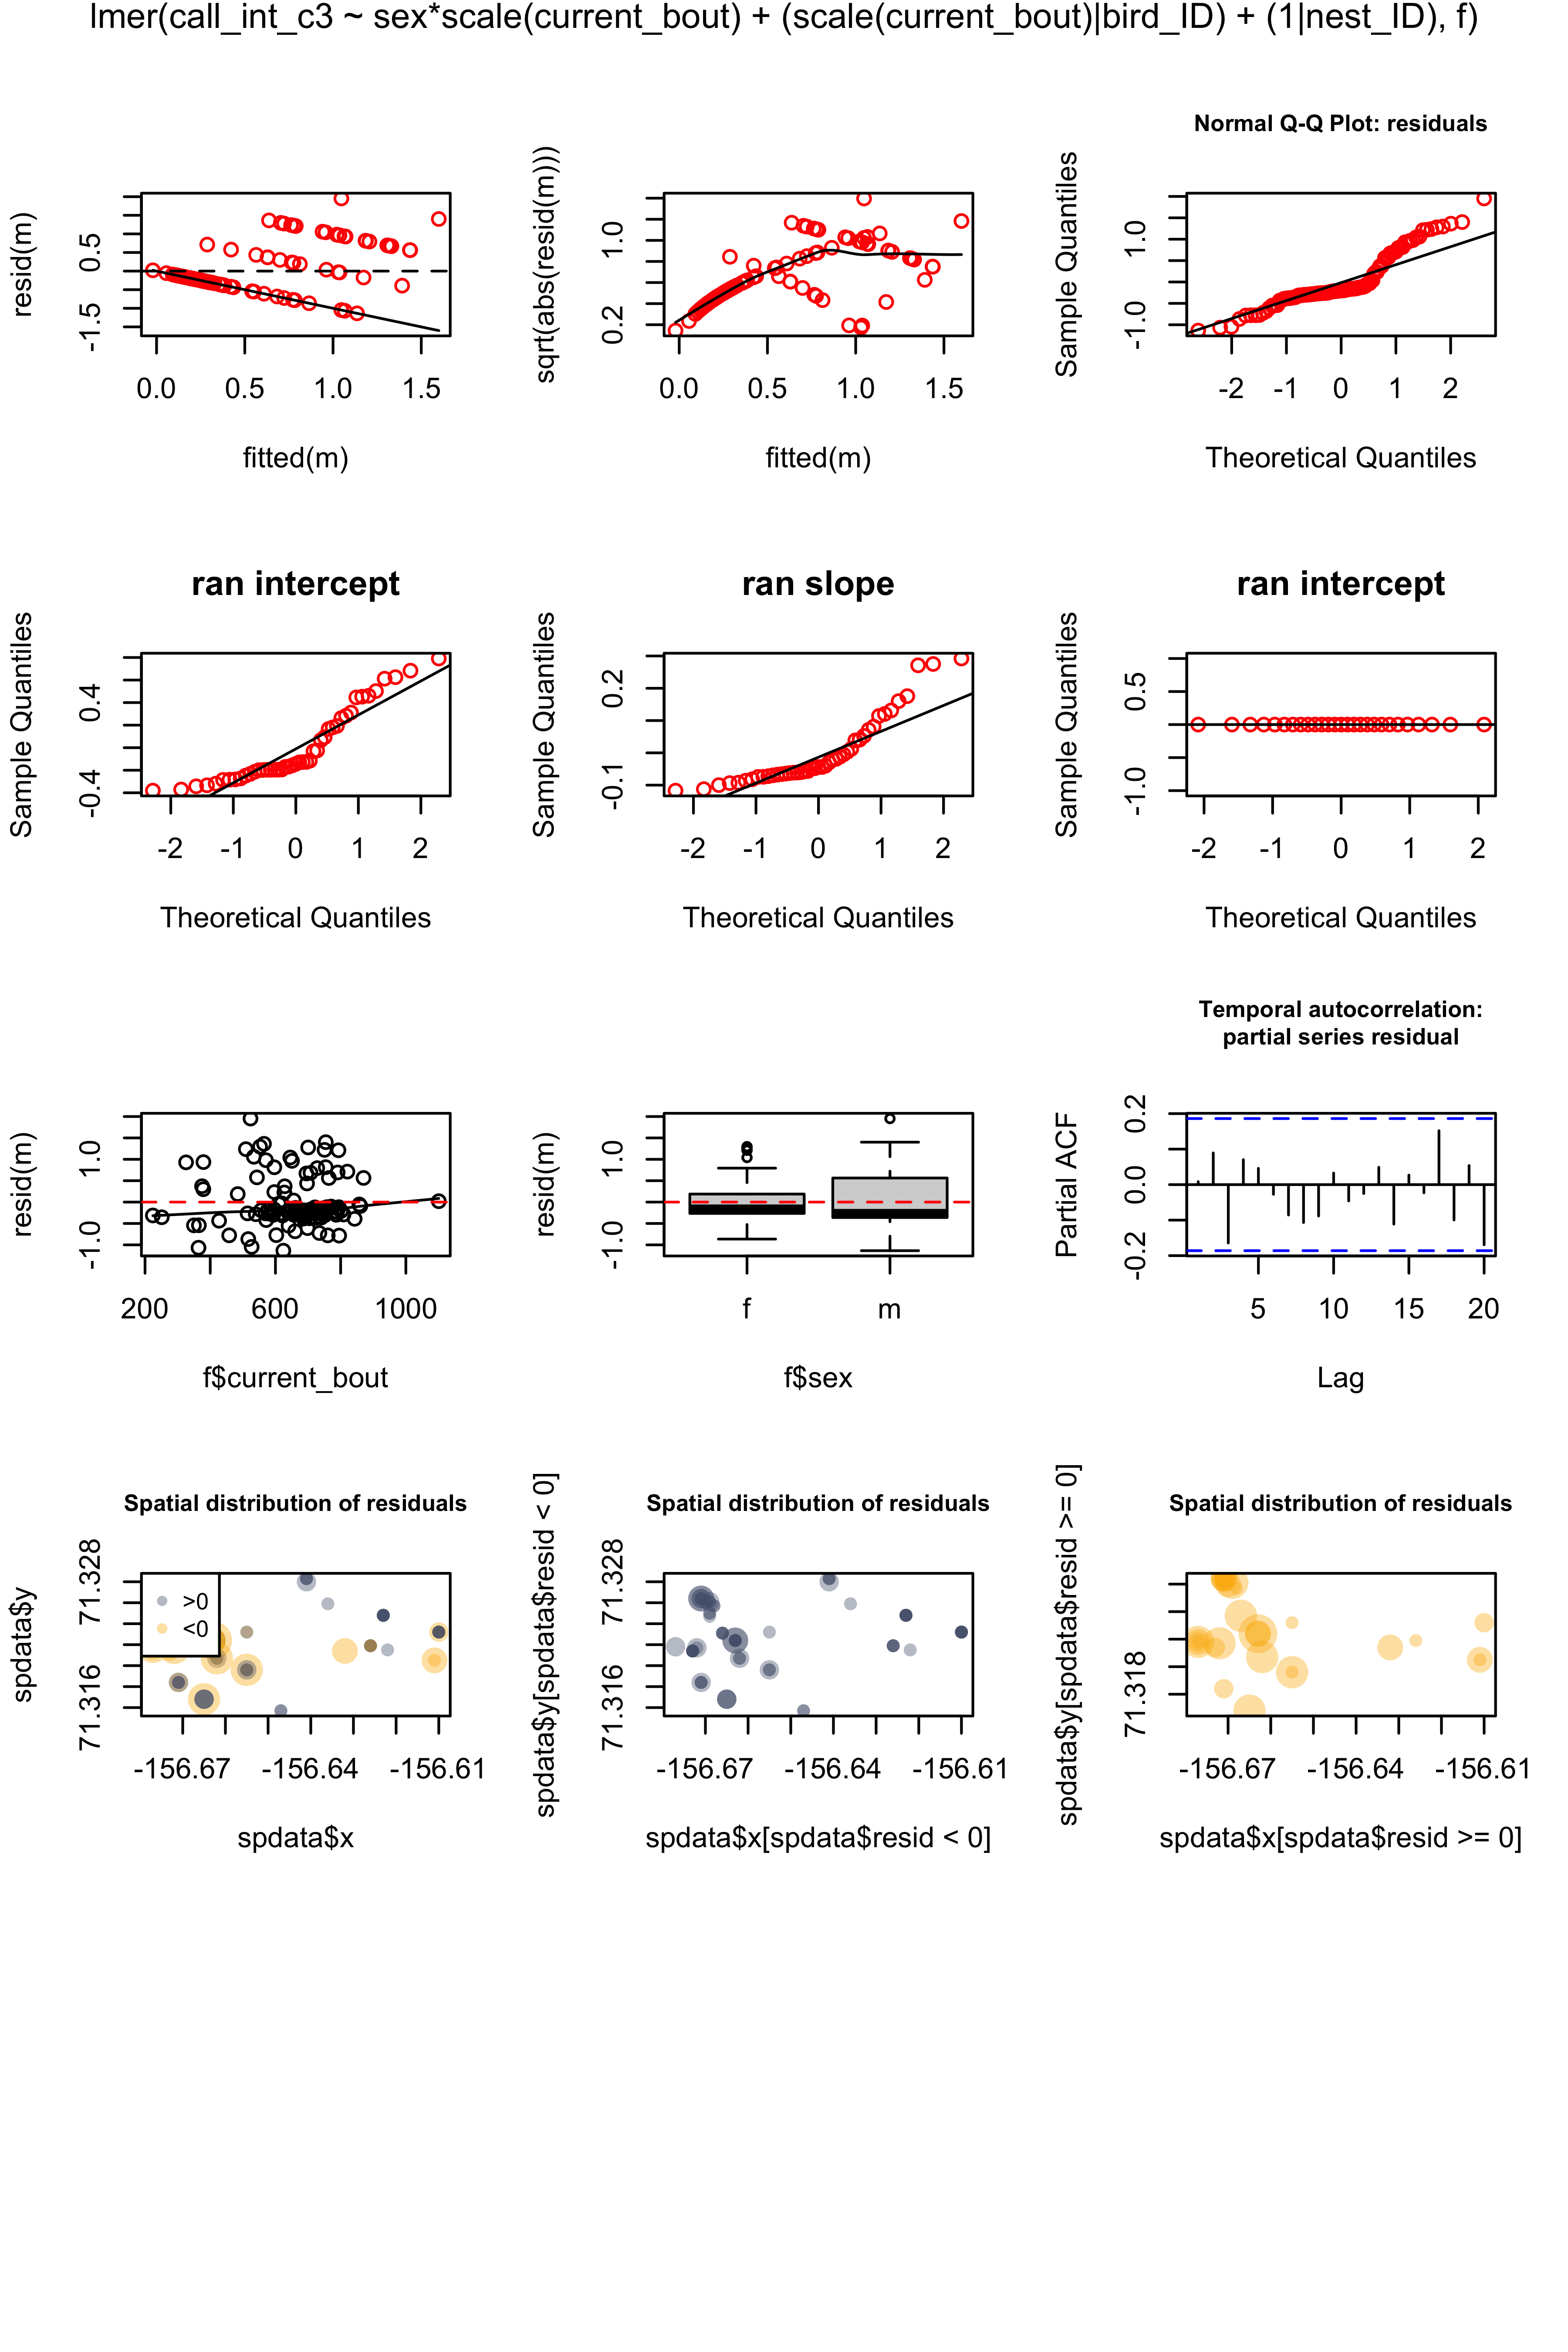 lmer(call_int_c3 ~ sex*scale(current_bout) + (scale(current_bout)|bird_ID) + (1|nest_ID), f)
resid(m)
0.5
-1.5
0.0 0.5 1.0 1.5
fitted(m)
sqrt(abs(resid(m)))
1.0
0.2
0.0 0.5 1.0 1.5
fitted(m)
Normal Q-Q Plot: residuals
Sample Quantiles
1.0
-1.0
-2 -1 0 1 2
Theoretical Quantiles
ran intercept
Sample Quantiles
0.4
-0.4
-2 -1 0 1 2
Theoretical Quantiles
ran slope
Sample Quantiles
0.2
-0.1
-2 -1 0 1 2
Theoretical Quantiles
ran intercept
Sample Quantiles
0.5
-1.0
-2 -1 0 1 2
Theoretical Quantiles
resid(m)
1.0
-1.0
200 600 1000
f$current_bout
resid(m)
1.0
-1.0
f m
f$sex
Temporal autocorrelation:
partial series residual
Partial ACF
0.2
0.0
-0.2
5 10 15 20
Lag
Spatial distribution of residuals
spdata$y
71.328
71.316
>0
<0
-156.67 -156.64 -156.61
spdata$x
Spatial distribution of residuals
spdata$y[spdata$resid < 0]
71.328
71.316
-156.67 -156.64 -156.61
spdata$x[spdata$resid < 0]
Spatial distribution of residuals
spdata$y[spdata$resid >= 0]
71.318
-156.67 -156.64 -156.61
spdata$x[spdata$resid >= 0]